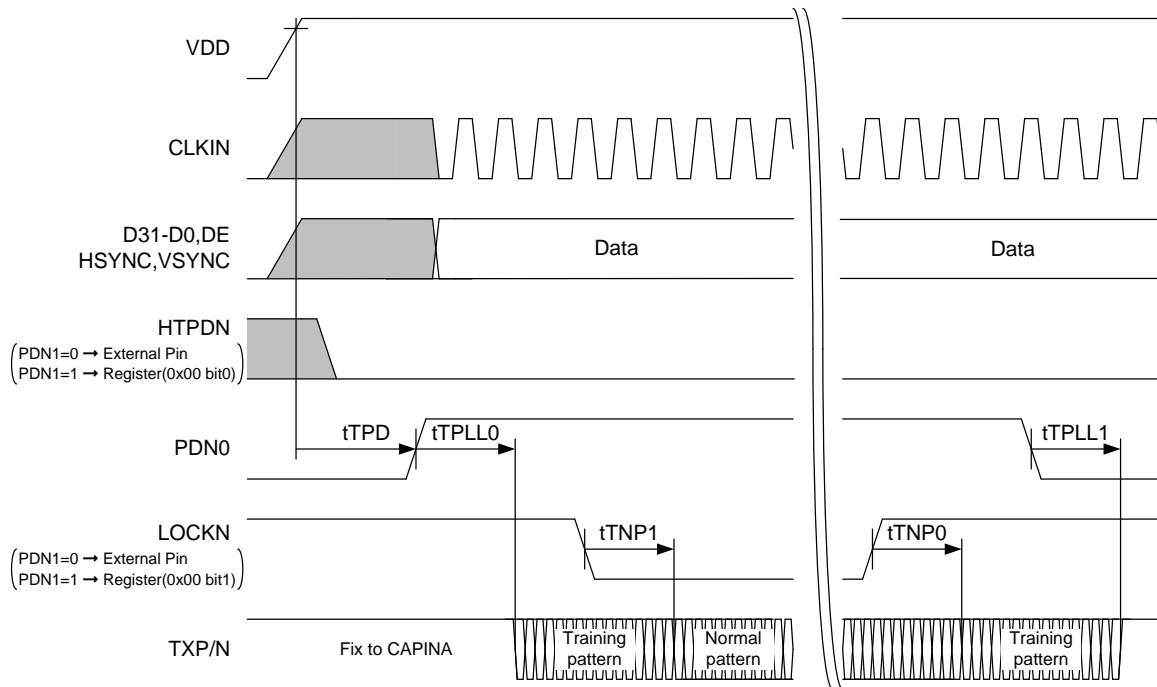 VDD
CLKIN
D31-D0,DE
HSYNC,VSYNC
Data
Data
HTPDN
PDN1=0 → External Pin
PDN1=1 → Register(0x00 bit0)
PDN0
tTPD
tTPLL0
tTPLL1
LOCKN
PDN1=0 → External Pin
PDN1=1 → Register(0x00 bit1)
tTNP1
tTNP0
TXP/N
Fix to CAPINA
Training
pattern
Normal
pattern
Training
pattern